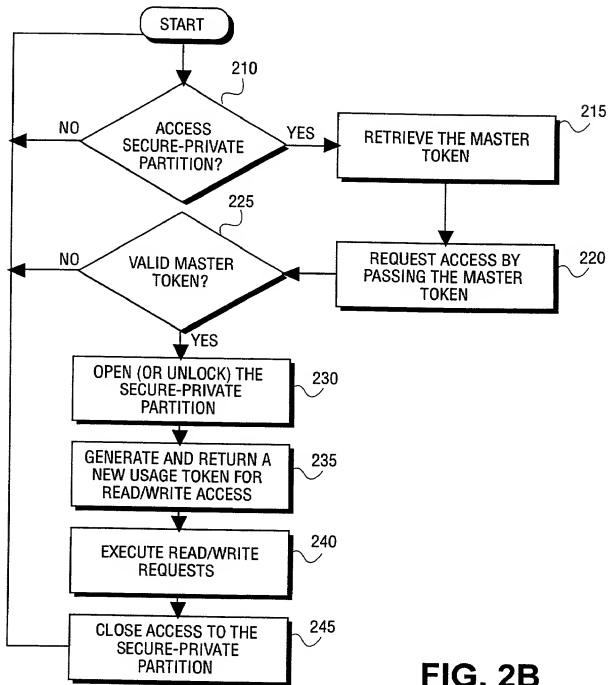 START
210
ACCESS
SECURE-PRIVATE
PARTITION?
NO
YES
RETRIEVE THE MASTER
TOKEN
215
REQUEST ACCESS BY
PASSING THE MASTER
TOKEN
220
225
VALID MASTER
TOKEN?
NO
YES
OPEN (OR UNLOCK) THE
SECURE-PRIVATE
PARTITION
230
GENERATE AND RETURN A
NEW USAGE TOKEN FOR
READ/WRITE ACCESS
235
EXECUTE READ/WRITE
REQUESTS
240
CLOSE ACCESS TO THE
SECURE-PRIVATE
PARTITION
245
FIG. 2B